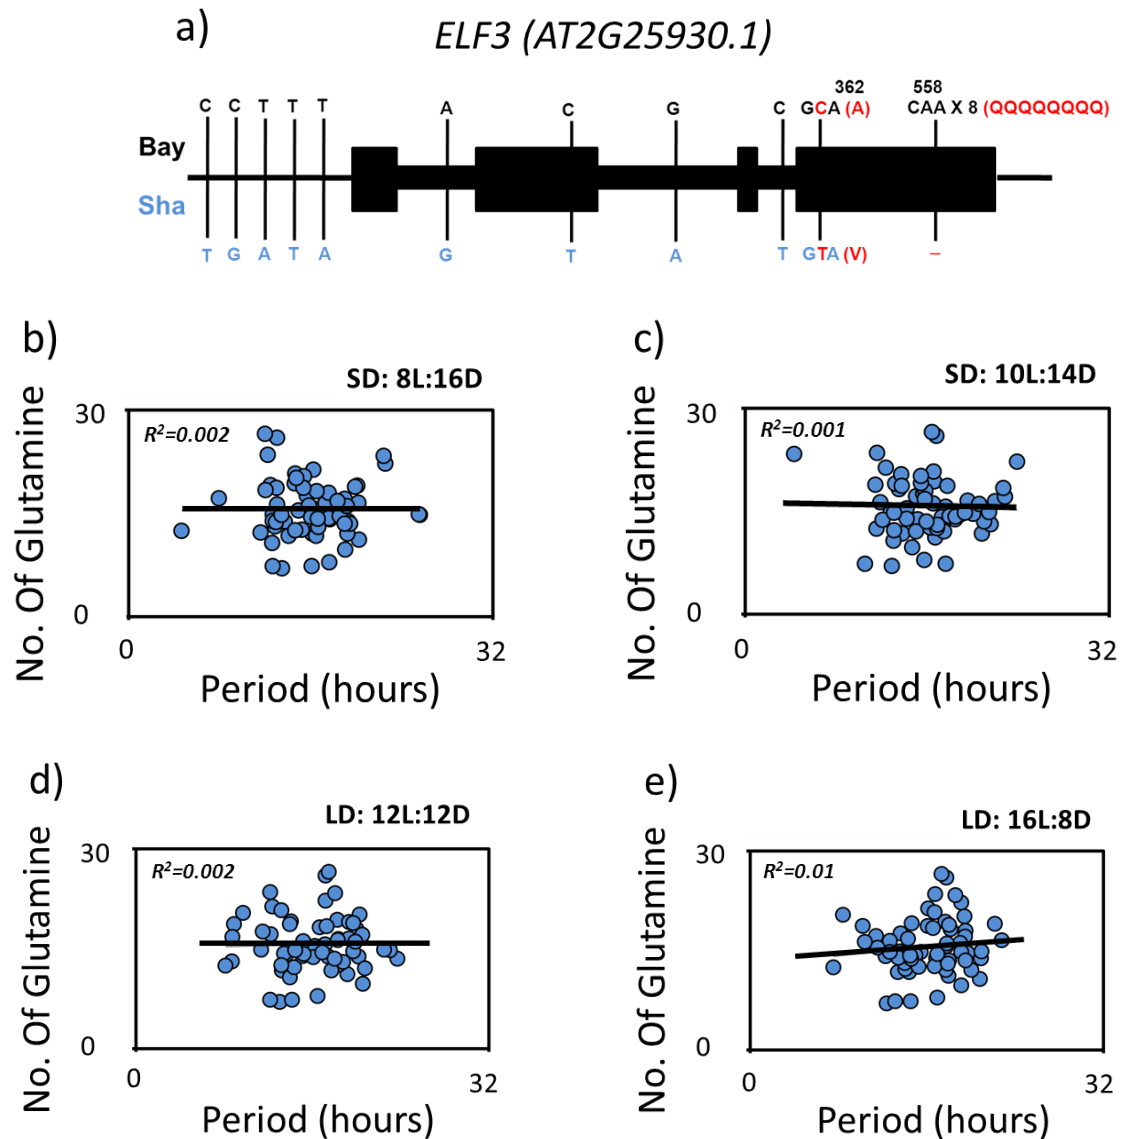 a)
ELF3 (AT2G25930.1)
362 558
C C T T T A C G C GCA (A) CAA X 8 (QQQQQQQQ)
Bay
Sha
T G A T A G T A T GTA (V) –
b)
SD: 8L:16D
No. Of Glutamine
30
R²=0.002
0
0 32
Period (hours)
c)
SD: 10L:14D
No. Of Glutamine
30
R²=0.001
0
0 32
Period (hours)
d)
LD: 12L:12D
No. Of Glutamine
30
R²=0.002
0
0 32
Period (hours)
e)
LD: 16L:8D
No. Of Glutamine
30
R²=0.01
0
0 32
Period (hours)